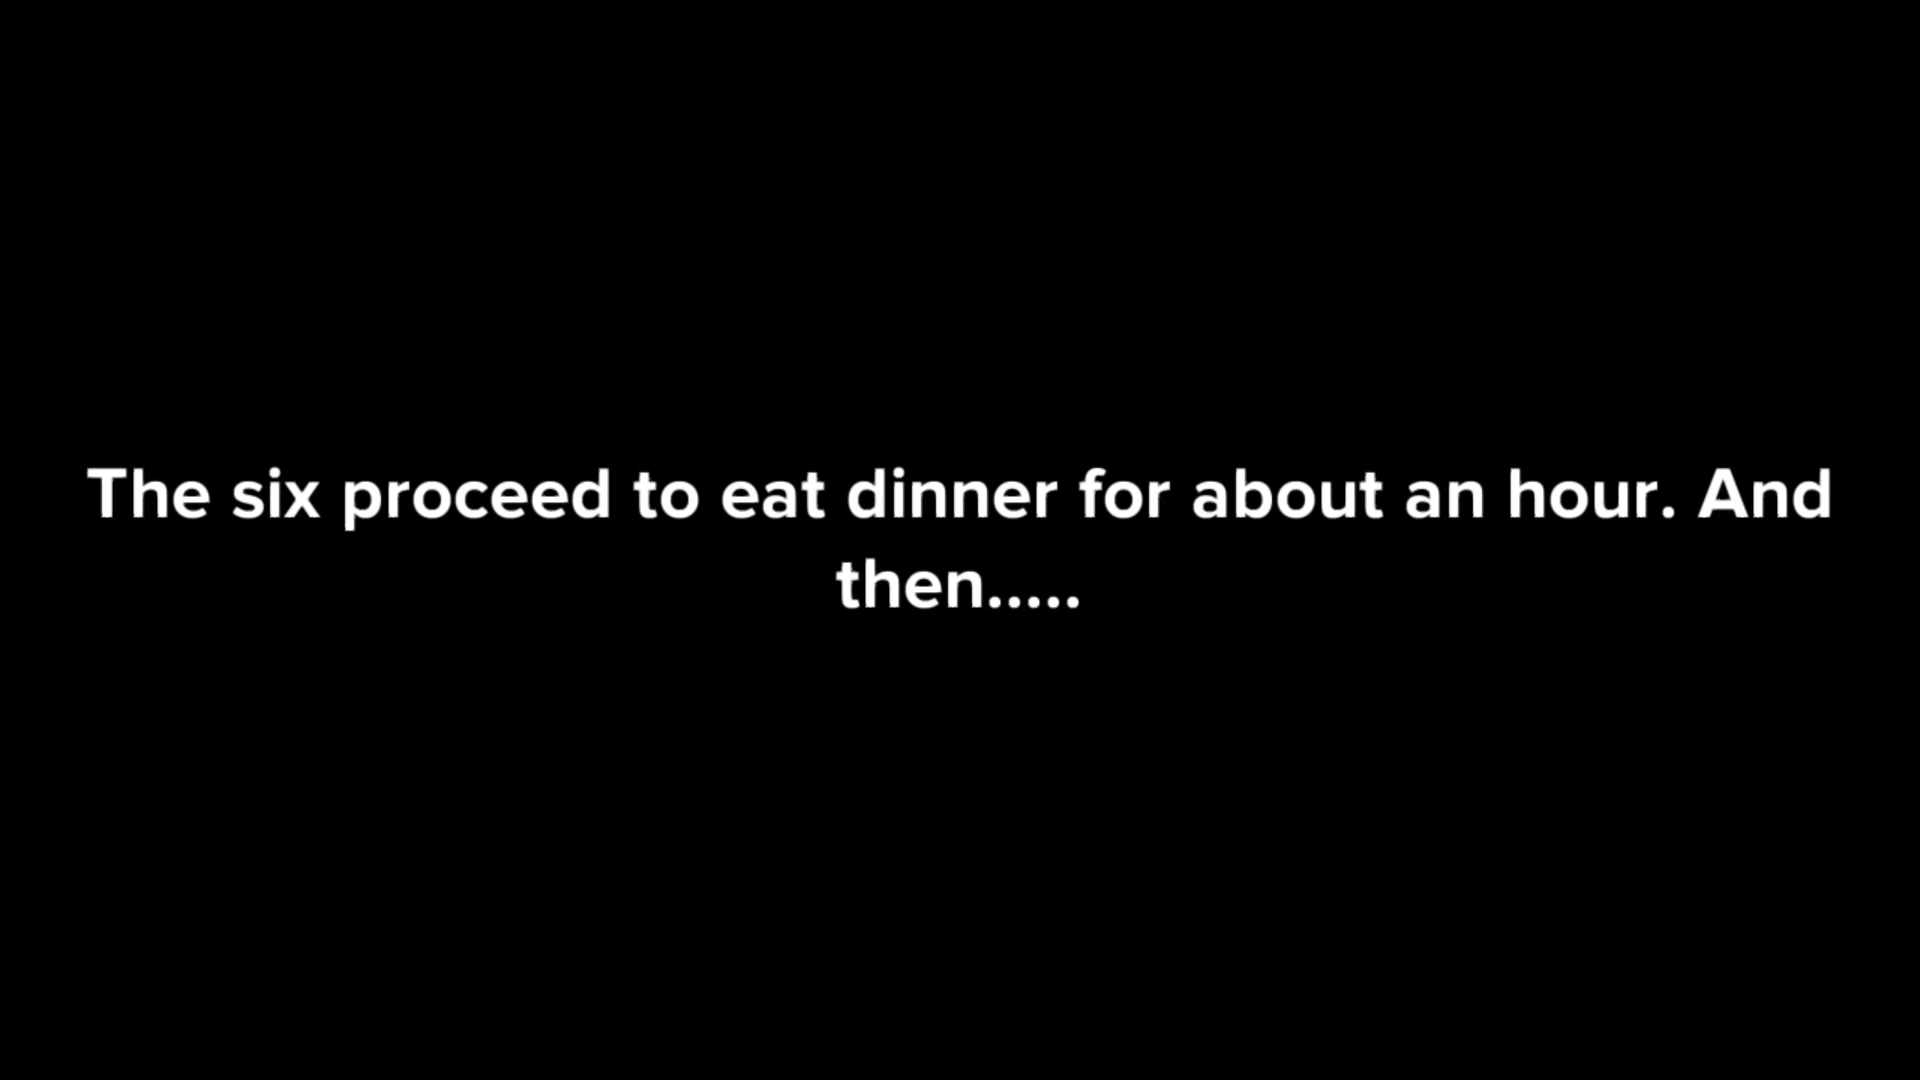 The six proceed to eat dinner for about an hour. And
then.....